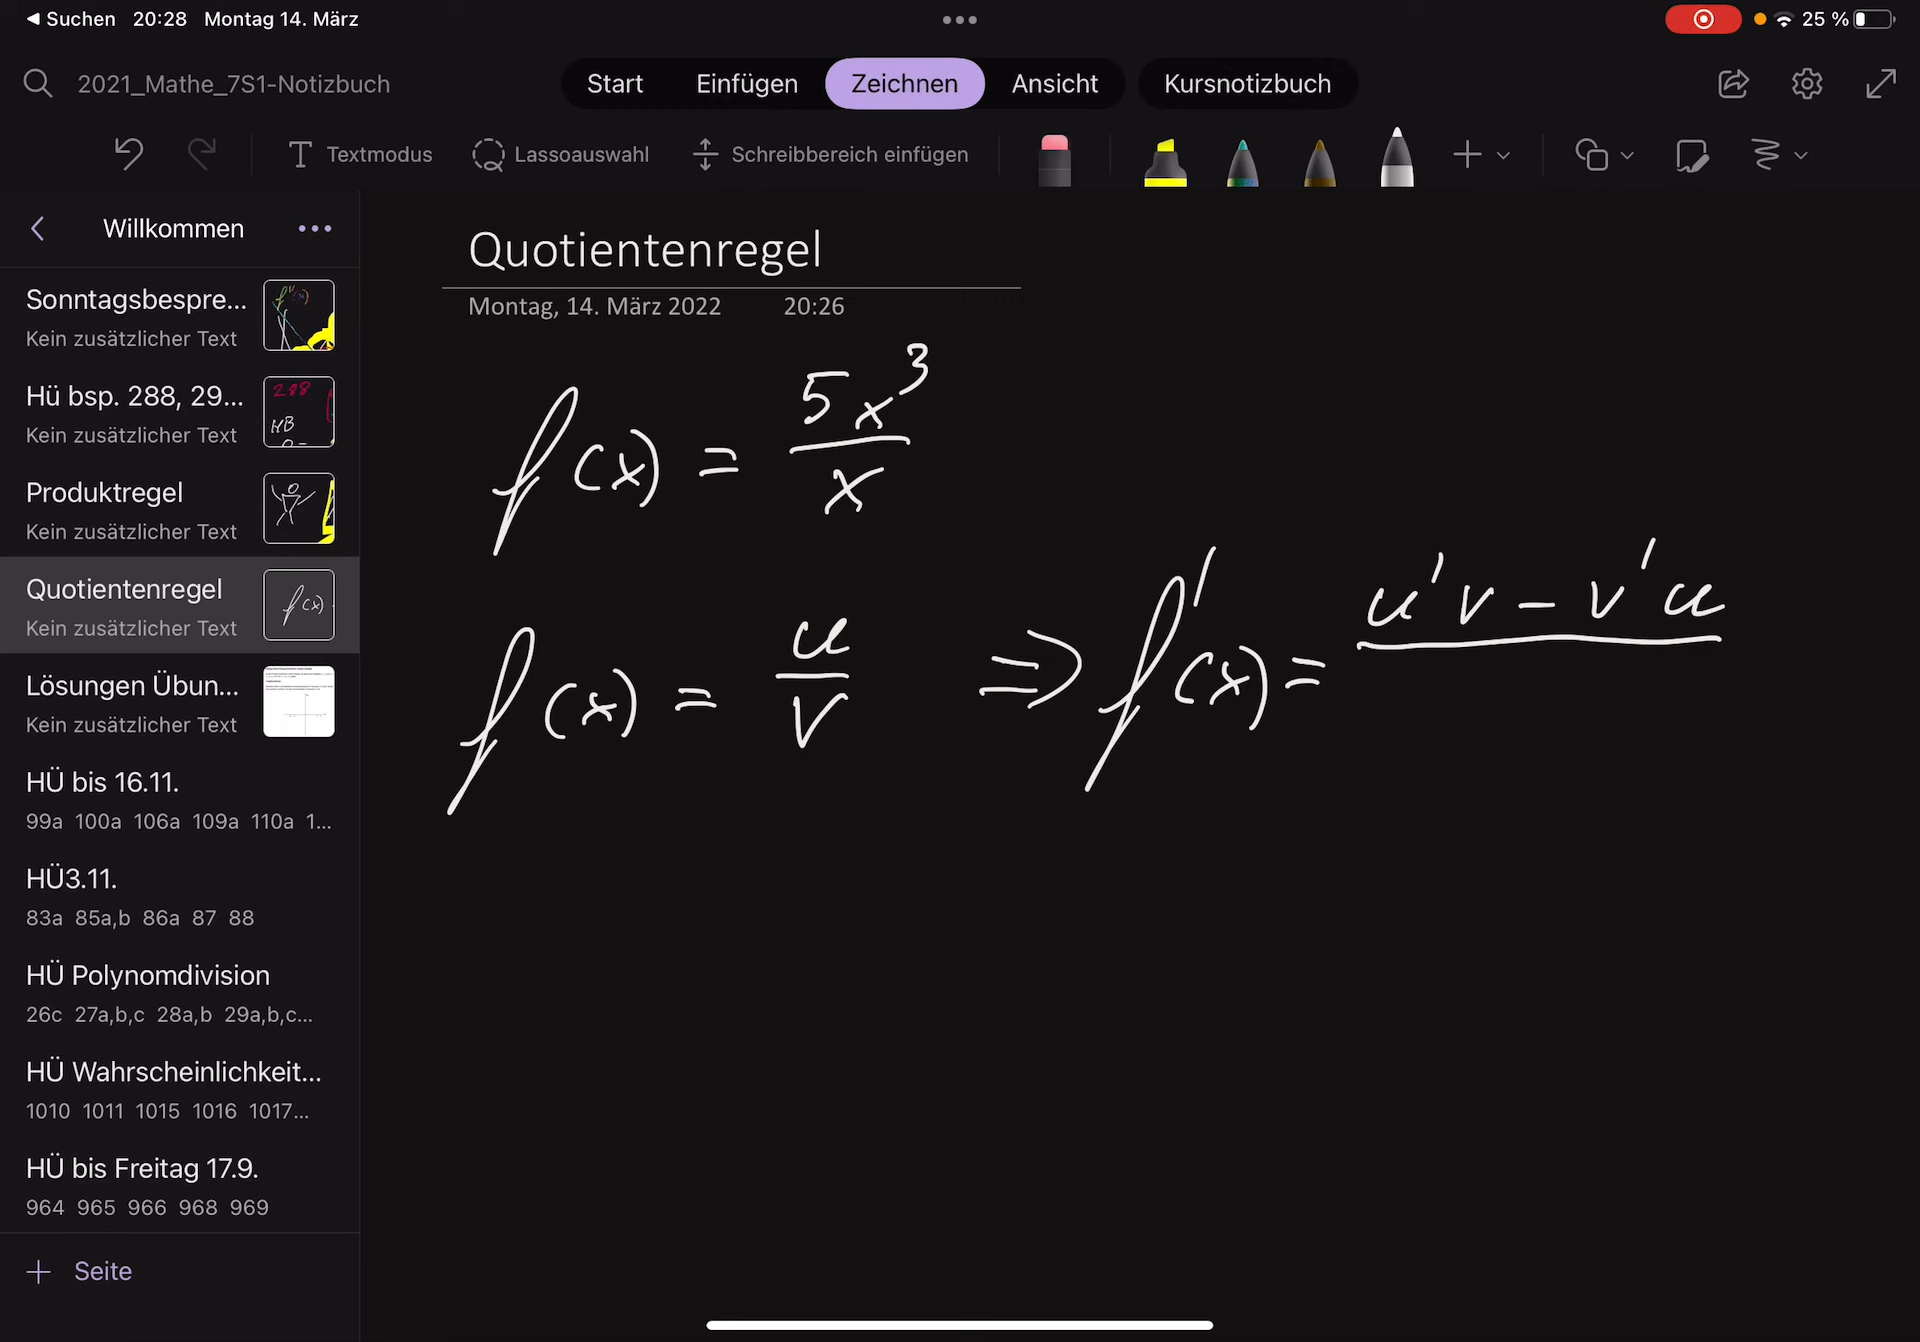 Suchen 20:28 Montag 14. März 25 %
2021_Mathe_7S1-Notizbuch Start Einfügen Zeichnen Ansicht Kursnotizbuch
Textmodus Lassoauswahl Schreibbereich einfügen
Willkommen
Sonntagsbespre...
Kein zusätzlicher Text
Hü bsp. 288, 29...
Kein zusätzlicher Text
288
HB
Produktregel
Kein zusätzlicher Text
Quotientenregel
Kein zusätzlicher Text
f(x)
Lösungen Übun...
Kein zusätzlicher Text
HÜ bis 16.11.
99a 100a 106a 109a 110a 1...
HÜ3.11.
83a 85a,b 86a 87 88
HÜ Polynomdivision
26c 27a,b,c 28a,b 29a,b,c...
HÜ Wahrscheinlichkeit...
1010 1011 1015 1016 1017...
HÜ bis Freitag 17.9.
964 965 966 968 969
Seite
Quotientenregel
Montag, 14. März 2022 20:26
f(x) = 5x³/x
f(x) = u/v ⇒ f'(x) = u'v - v'u